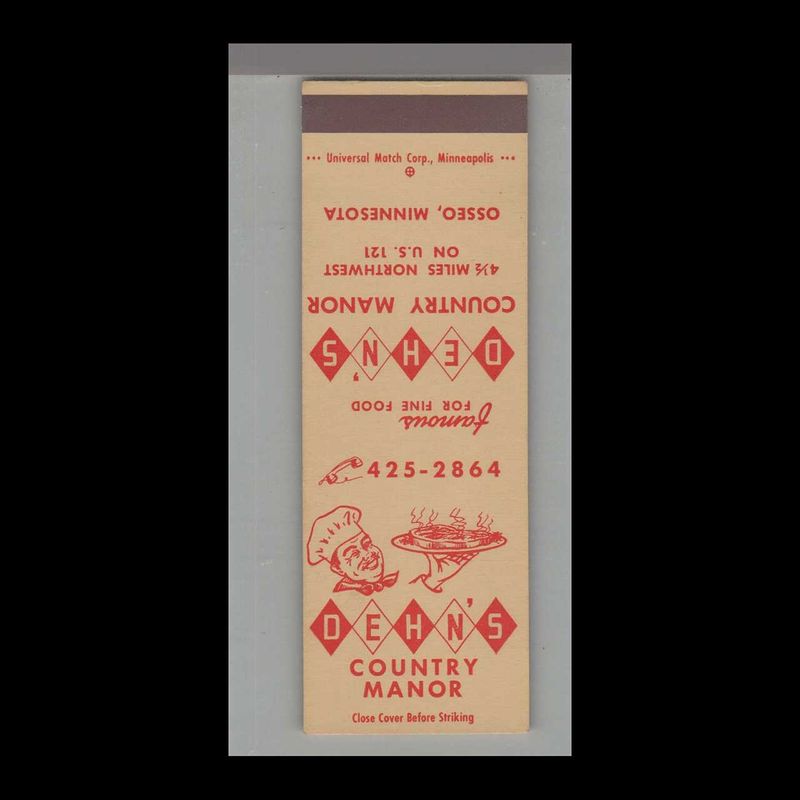 ••• Universal Match Corp., Minneapolis •••
OSSEO, MINNESOTA
4½ MILES NORTHWEST
ON U.S. 121
COUNTRY MANOR
DEHN'S
famous
FOR FINE FOOD
425-2864
DEHN'S
COUNTRY
MANOR
Close Cover Before Striking